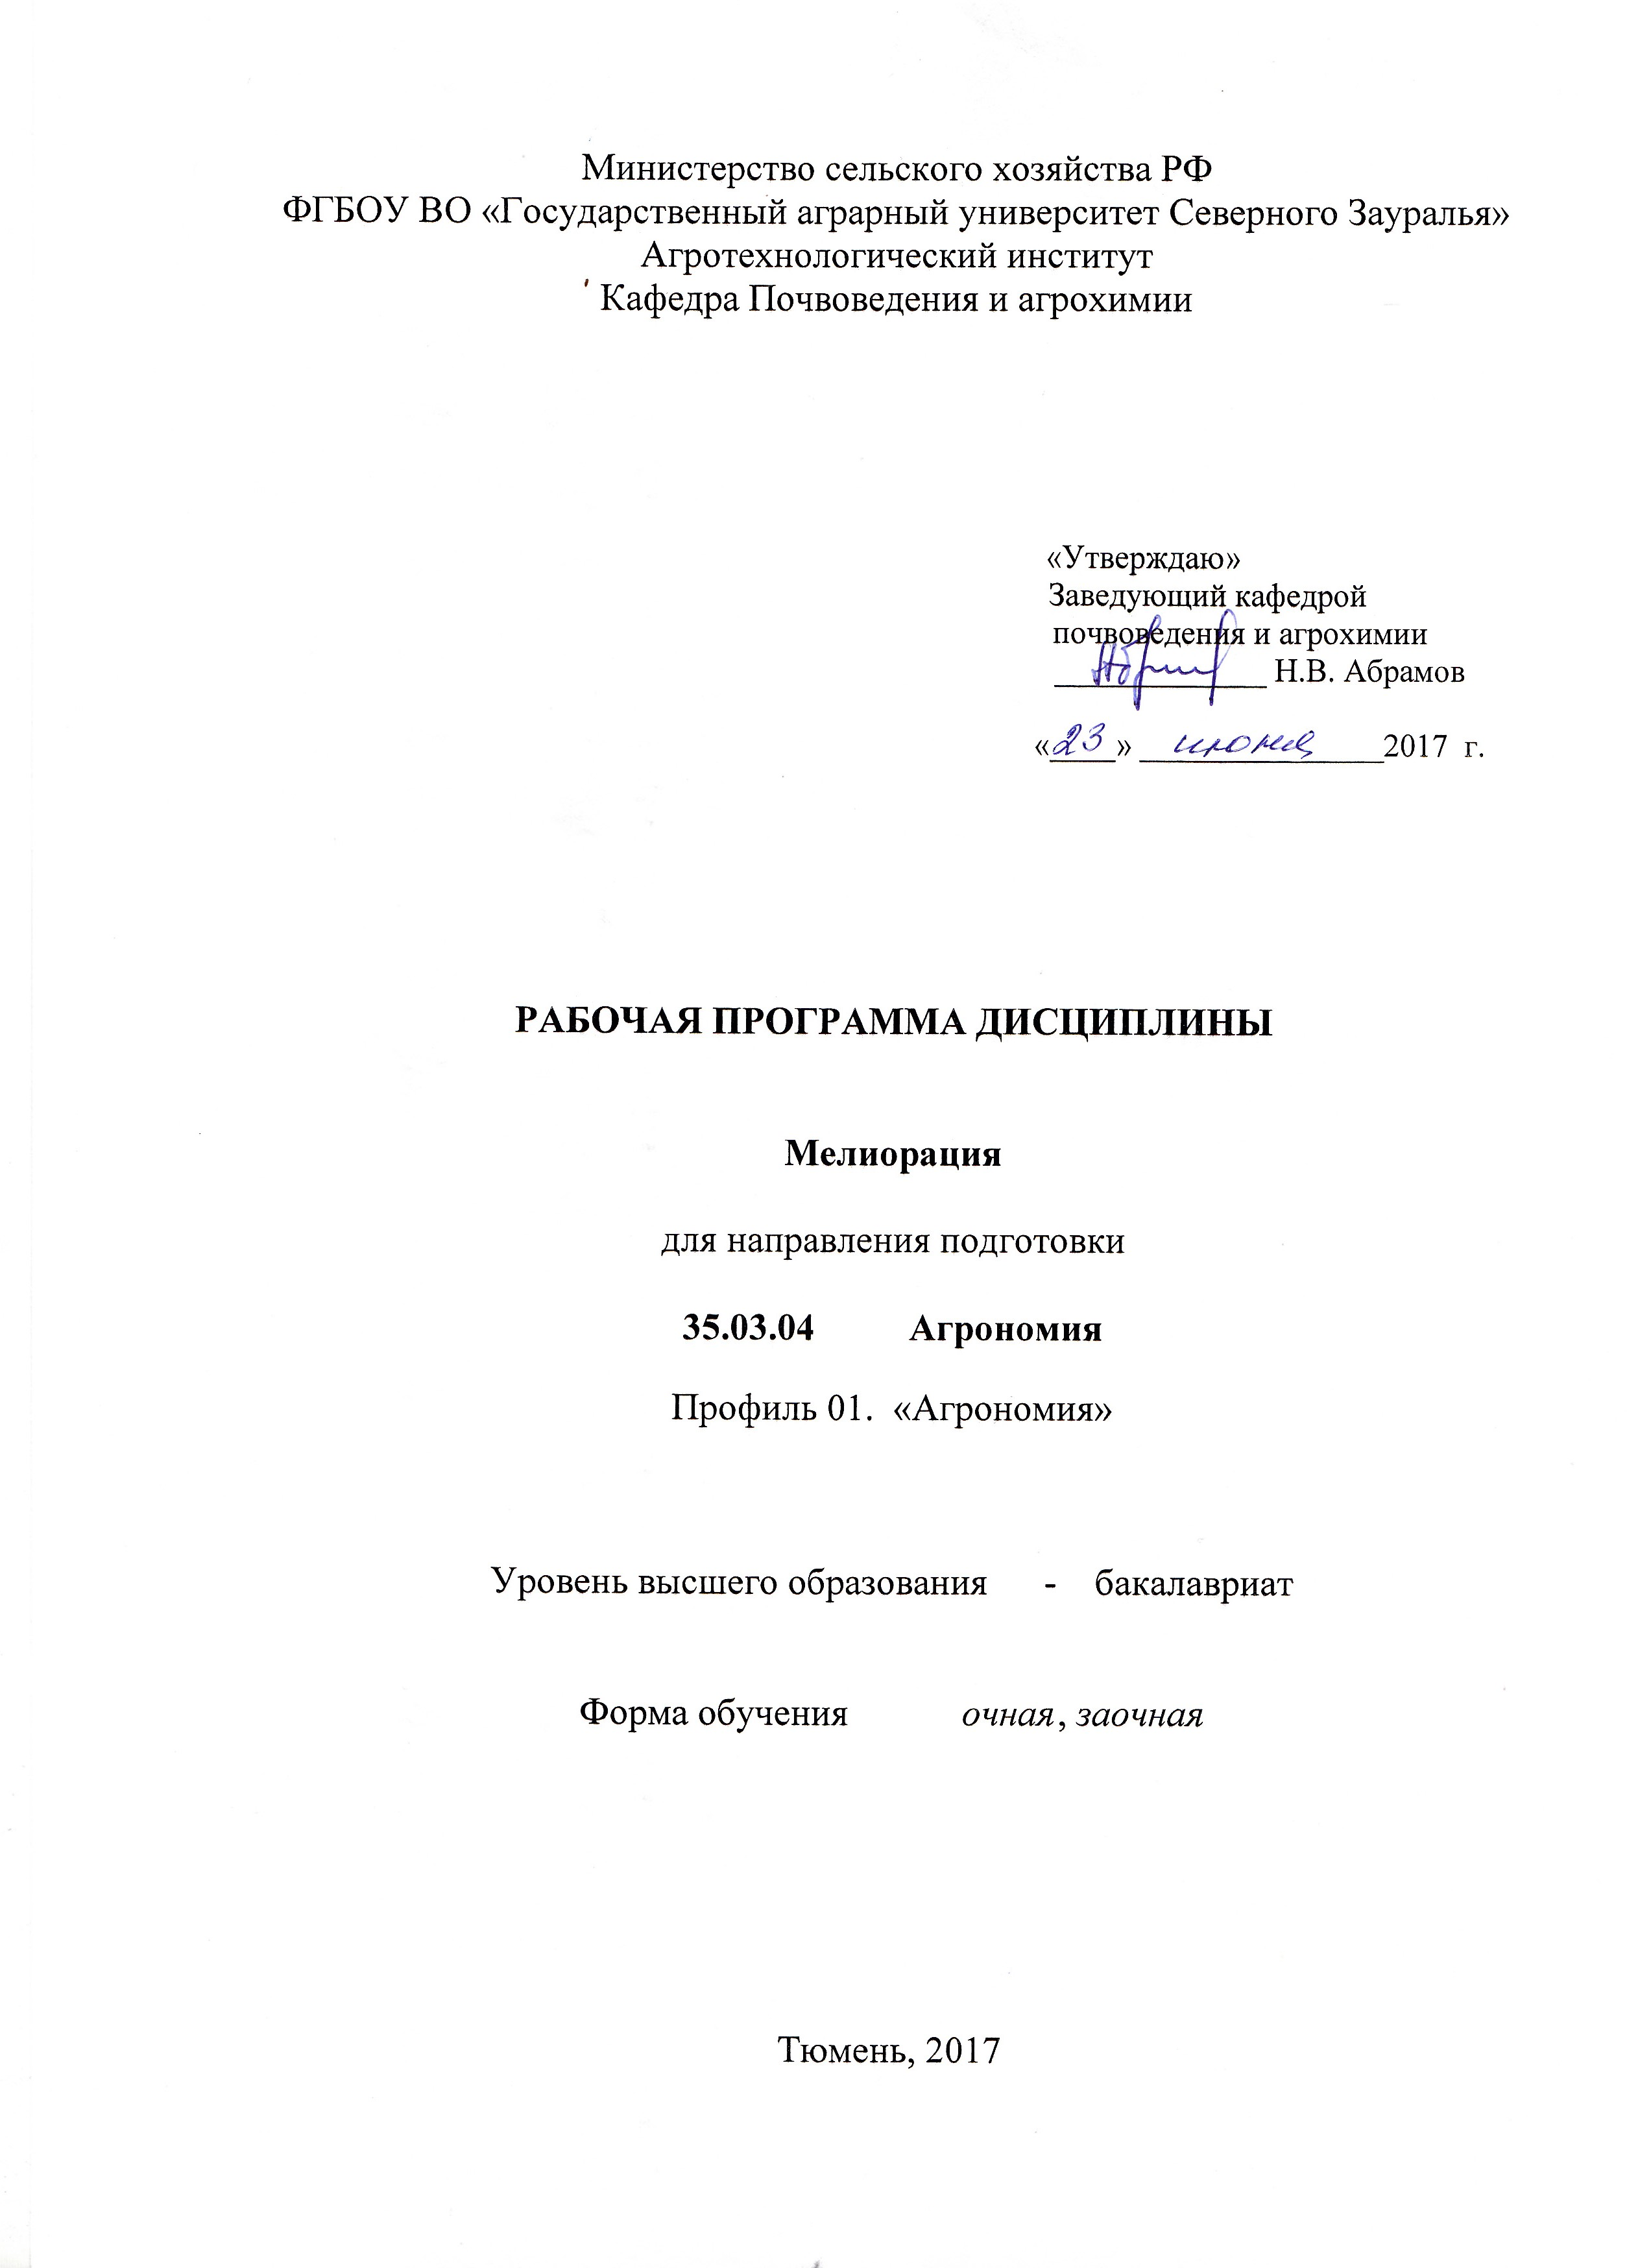 Министерство сельского хозяйства РФ
ФГБОУ ВО «Государственный аграрный университет Северного Зауралья»
Агротехнологический институт
Кафедра Почвоведения и агрохимии
«Утверждаю»
Заведующий кафедрой
почвоведения и агрохимии
Н.В. Абрамов
«23» июня 2017 г.
РАБОЧАЯ ПРОГРАММА ДИСЦИПЛИНЫ
Мелиорация
для направления подготовки
35.03.04 Агрономия
Профиль 01. «Агрономия»
Уровень высшего образования - бакалавриат
Форма обучения очная, заочная
Тюмень, 2017